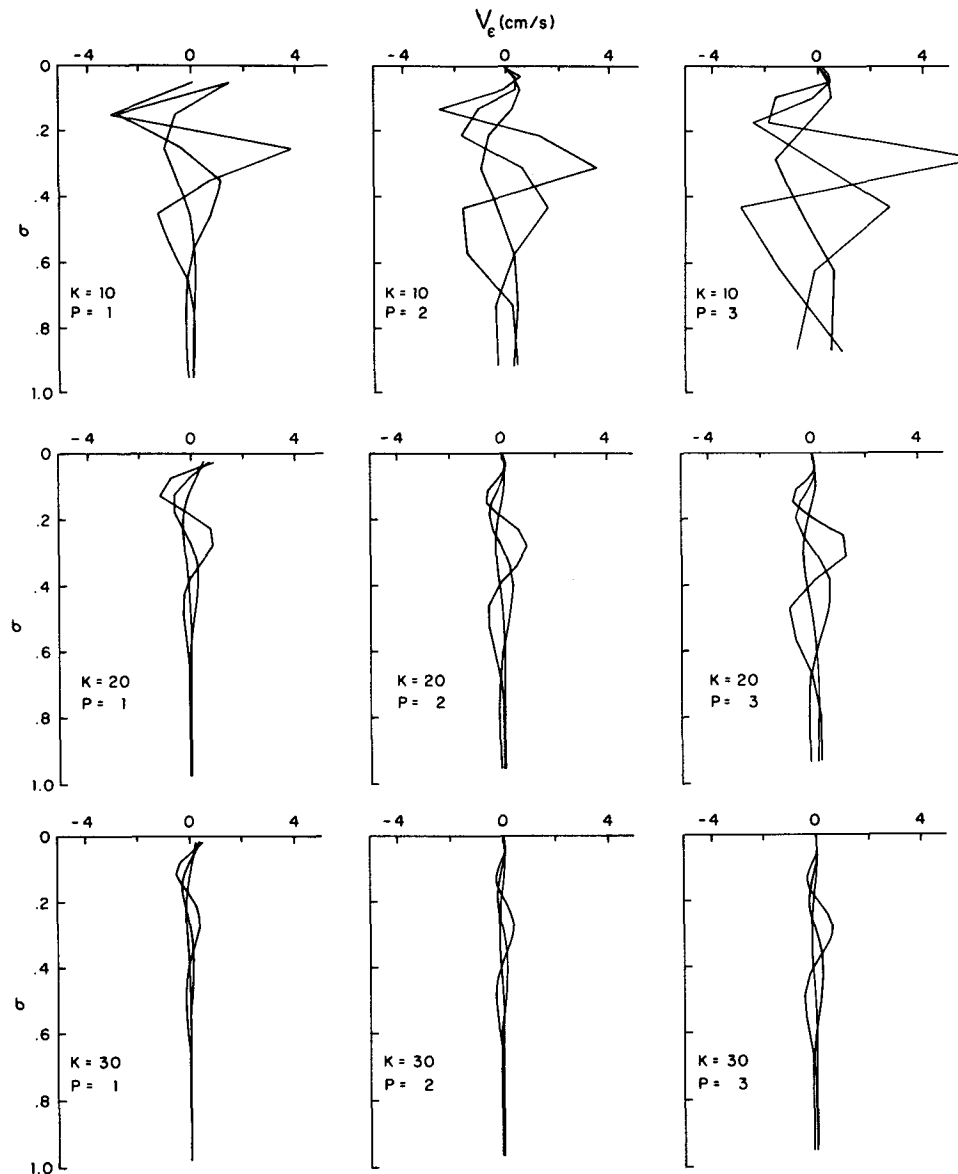 Vε (cm/s)
-4 0 4
-4 0 4
-4 0 4
0
.2
.4
.6
.8
1.0
σ
K = 10
P = 1
K = 10
P = 2
K = 10
P = 3
-4 0 4
-4 0 4
-4 0 4
0
.2
.4
.6
.8
1.0
σ
K = 20
P = 1
K = 20
P = 2
K = 20
P = 3
-4 0 4
-4 0 4
-4 0 4
0
.2
.4
.6
.8
1.0
σ
K = 30
P = 1
K = 30
P = 2
K = 30
P = 3